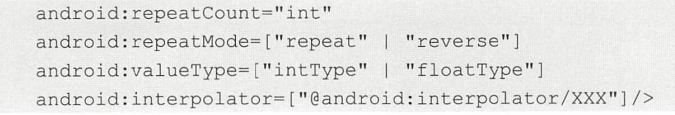 android:repeatCount="int"
android:repeatMode=["repeat" | "reverse"]
android:valueType=["intType" | "floatType"]
android:interpolator=["@android:interpolator/XXX"]/>